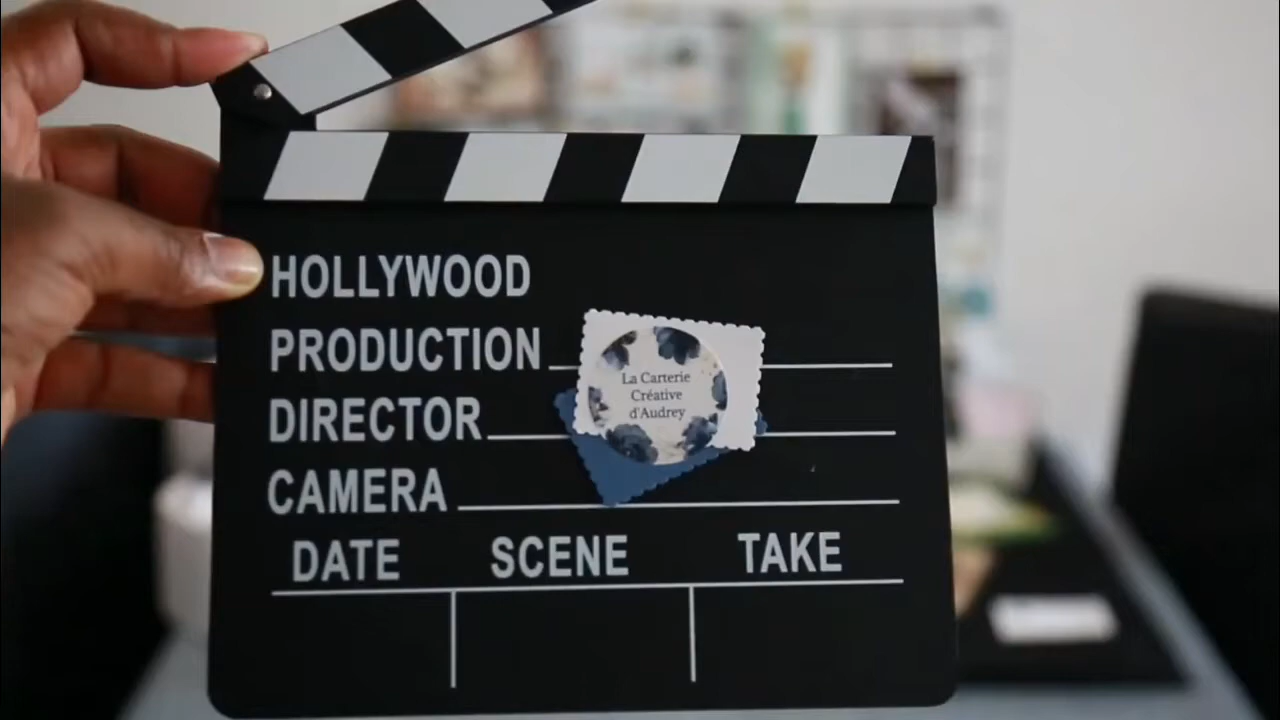 HOLLYWOOD
PRODUCTION
La Carterie
Créative
d'Audrey
DIRECTOR
CAMERA
DATE SCENE TAKE